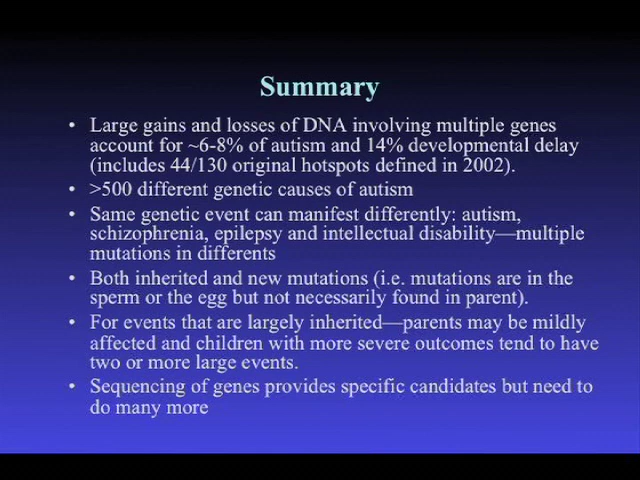 Summary
• Large gains and losses of DNA involving multiple genes
account for ~6-8% of autism and 14% developmental delay
(includes 44/130 original hotspots defined in 2002).
• >500 different genetic causes of autism
• Same genetic event can manifest differently: autism,
schizophrenia, epilepsy and intellectual disability—multiple
mutations in differents
• Both inherited and new mutations (i.e. mutations are in the
sperm or the egg but not necessarily found in parent).
• For events that are largely inherited—parents may be mildly
affected and children with more severe outcomes tend to have
two or more large events.
• Sequencing of genes provides specific candidates but need to
do many more